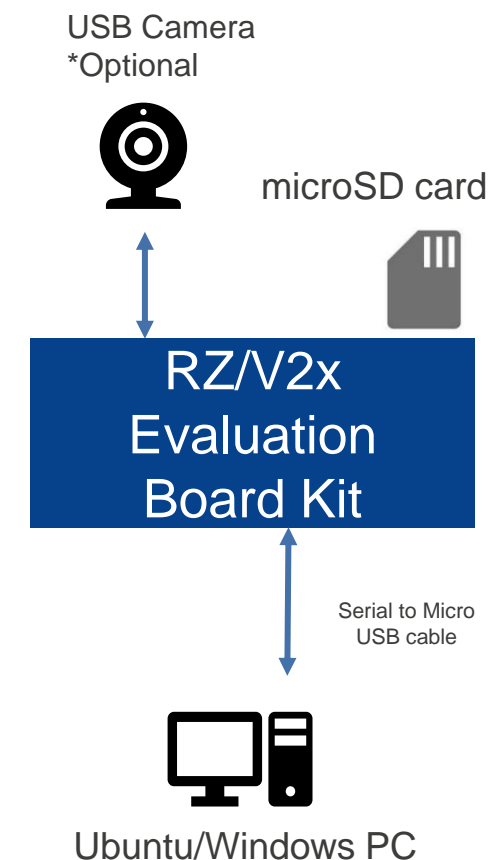 USB Camera
*Optional
microSD card
RZ/V2x
Evaluation
Board Kit
Serial to Micro
USB cable
Ubuntu/Windows PC